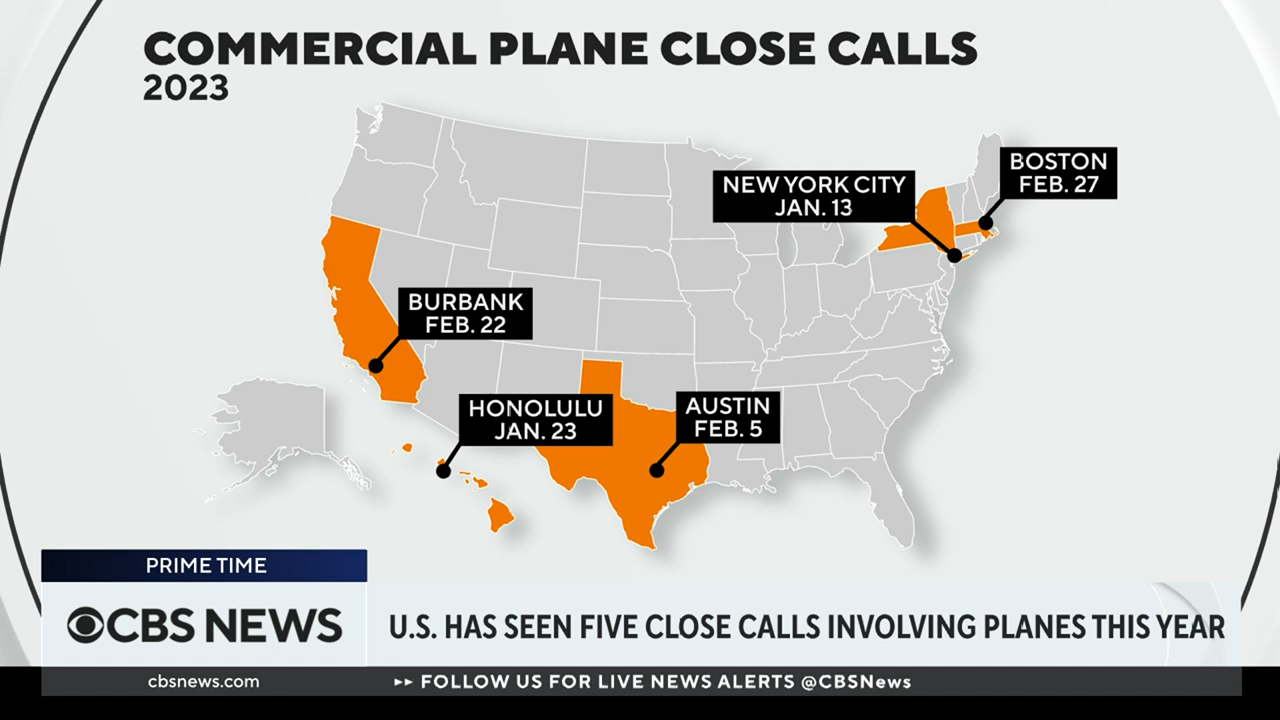 COMMERCIAL PLANE CLOSE CALLS
2023
BOSTON
FEB. 27
NEW YORK CITY
JAN. 13
BURBANK
FEB. 22
HONOLULU
JAN. 23
AUSTIN
FEB. 5
PRIME TIME
CBS NEWS
U.S. HAS SEEN FIVE CLOSE CALLS INVOLVING PLANES THIS YEAR
cbsnews.com
FOLLOW US FOR LIVE NEWS ALERTS @CBSNews